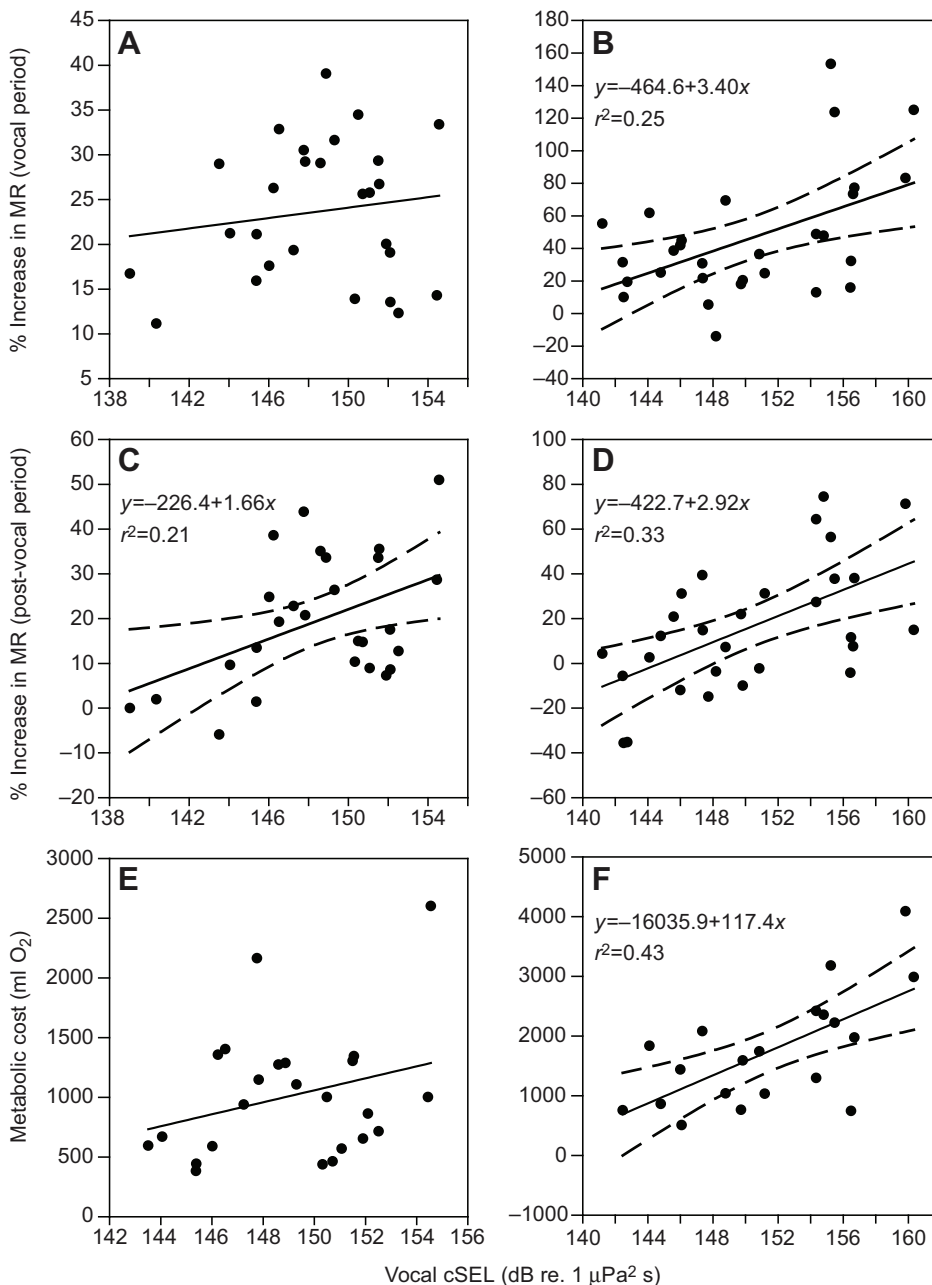 A
% Increase in MR (vocal period)
45
40
35
30
25
20
15
10
5
138 142 146 150 154
B
y=–464.6+3.40x
r²=0.25
180
160
140
120
100
80
60
40
20
0
–20
–40
140 144 148 152 156 160
C
y=–226.4+1.66x
r²=0.21
% Increase in MR (post-vocal period)
60
50
40
30
20
10
0
–10
–20
138 142 146 150 154
D
y=–422.7+2.92x
r²=0.33
100
80
60
40
20
0
–20
–40
–60
140 144 148 152 156 160
E
Metabolic cost (ml O₂)
3000
2500
2000
1500
1000
500
0
142 144 146 148 150 152 154 156
F
y=–16035.9+117.4x
r²=0.43
5000
4000
3000
2000
1000
0
–1000
140 144 148 152 156 160
Vocal cSEL (dB re. 1 μPa² s)